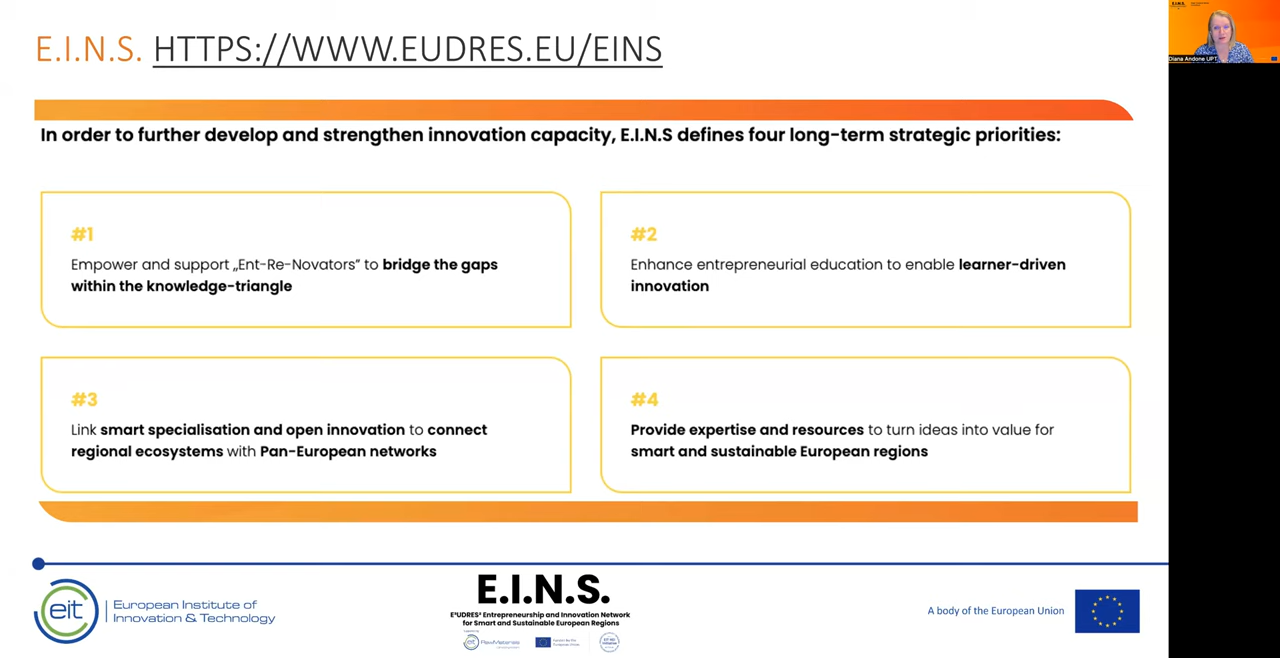 E.I.N.S. HTTPS://WWW.EUDRES.EU/EINS
In order to further develop and strengthen innovation capacity, E.I.N.S defines four long-term strategic priorities:
#1
Empower and support „Ent-Re-Novators” to bridge the gaps
within the knowledge-triangle
#2
Enhance entrepreneurial education to enable learner-driven
innovation
#3
Link smart specialisation and open innovation to connect
regional ecosystems with Pan-European networks
#4
Provide expertise and resources to turn ideas into value for
smart and sustainable European regions
eit
European Institute of
Innovation & Technology
E.I.N.S.
E³UDRES² Entrepreneurship and Innovation Network
for Smart and Sustainable European Regions
eit RawMaterials
A body of the European Union
Diana Andone UPT